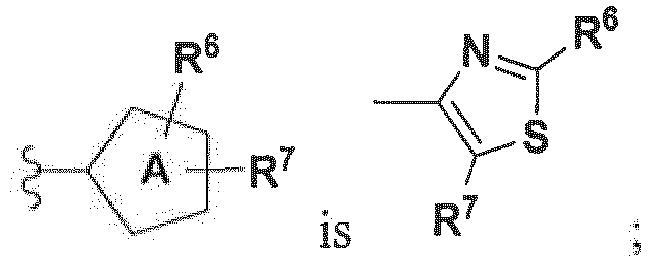 R⁶
A
R⁷
is
N
R⁶
S
R⁷
;